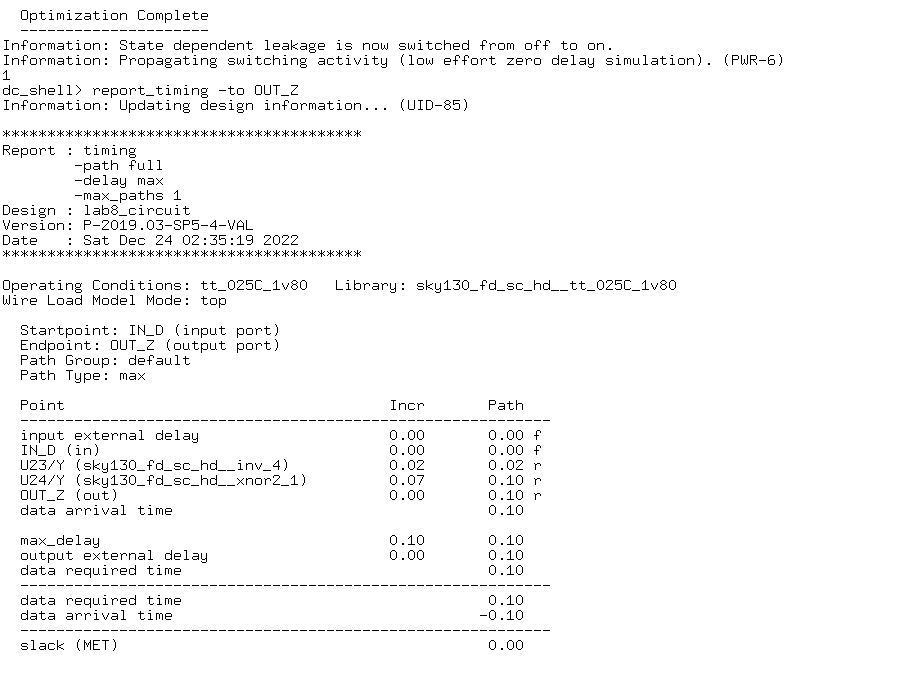 Optimization Complete
---------------------
Information: State dependent leakage is now switched from off to on.
Information: Propagating switching activity (low effort zero delay simulation). (PWR-6)
1
dc_shell> report_timing -to OUT_Z
Information: Updating design information... (UID-85)
****************************************
Report : timing
-path full
-delay max
-max_paths 1
Design : lab8_circuit
Version: P-2019.03-SP5-4-VAL
Date   : Sat Dec 24 02:35:19 2022
****************************************
Operating Conditions: tt_025C_1v80   Library: sky130_fd_sc_hd__tt_025C_1v80
Wire Load Model Mode: top
Startpoint: IN_D (input port)
Endpoint: OUT_Z (output port)
Path Group: default
Path Type: max
Point                                    Incr       Path
-----------------------------------------------------------
input external delay                     0.00       0.00 f
IN_D (in)                                0.00       0.00 f
U23/Y (sky130_fd_sc_hd__inv_4)           0.02       0.02 r
U24/Y (sky130_fd_sc_hd__xnor2_1)         0.07       0.10 r
OUT_Z (out)                              0.00       0.10 r
data arrival time                                   0.10
max_delay                                0.10       0.10
output external delay                    0.00       0.10
data required time                                  0.10
-----------------------------------------------------------
data required time                                  0.10
data arrival time                                  -0.10
-----------------------------------------------------------
slack (MET)                                         0.00